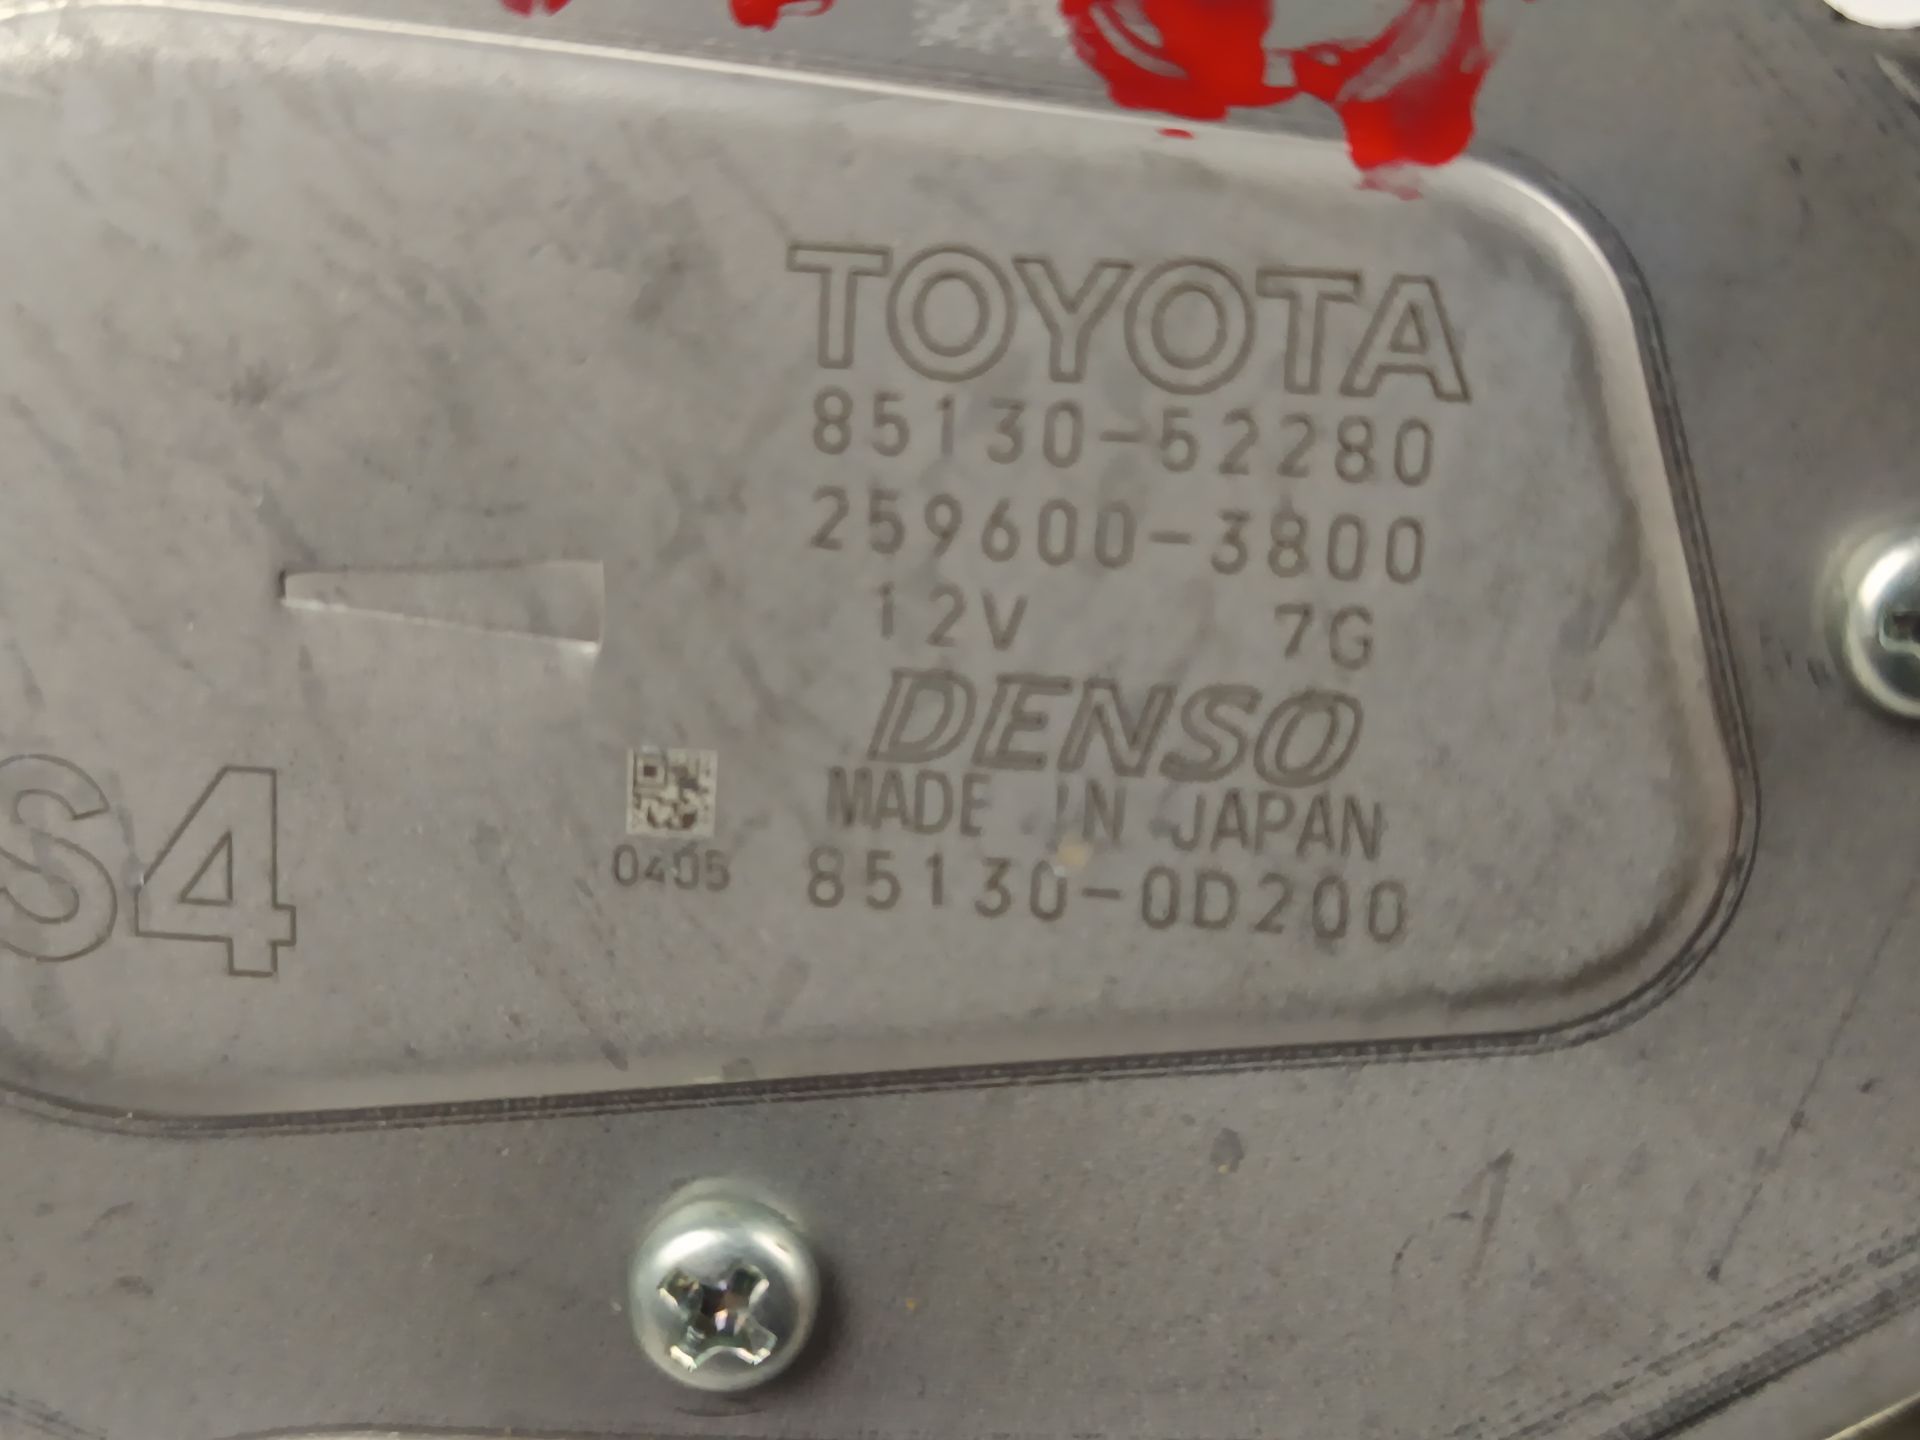 TOYOTA
85130-52280
259600-3800
12V 7G
DENSO
MADE IN JAPAN
85130-0D200
0405
S4